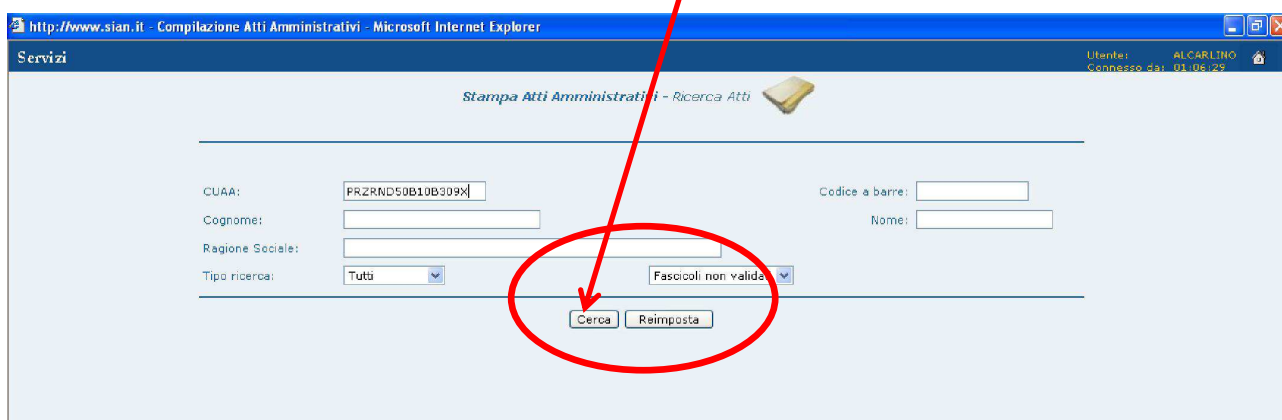 http://www.sian.it - Compilazione Atti Amministrativi - Microsoft Internet Explorer
Servizi
Utente: ALCARLINO
Connesso da: 01:06:29
Stampa Atti Amministrativi - Ricerca Atti
CUAA: PRZRND50B10B309X Codice a barre:
Cognome: Nome:
Ragione Sociale:
Tipo ricerca: Tutti Fascicoli non validat
Cerca Reimposta